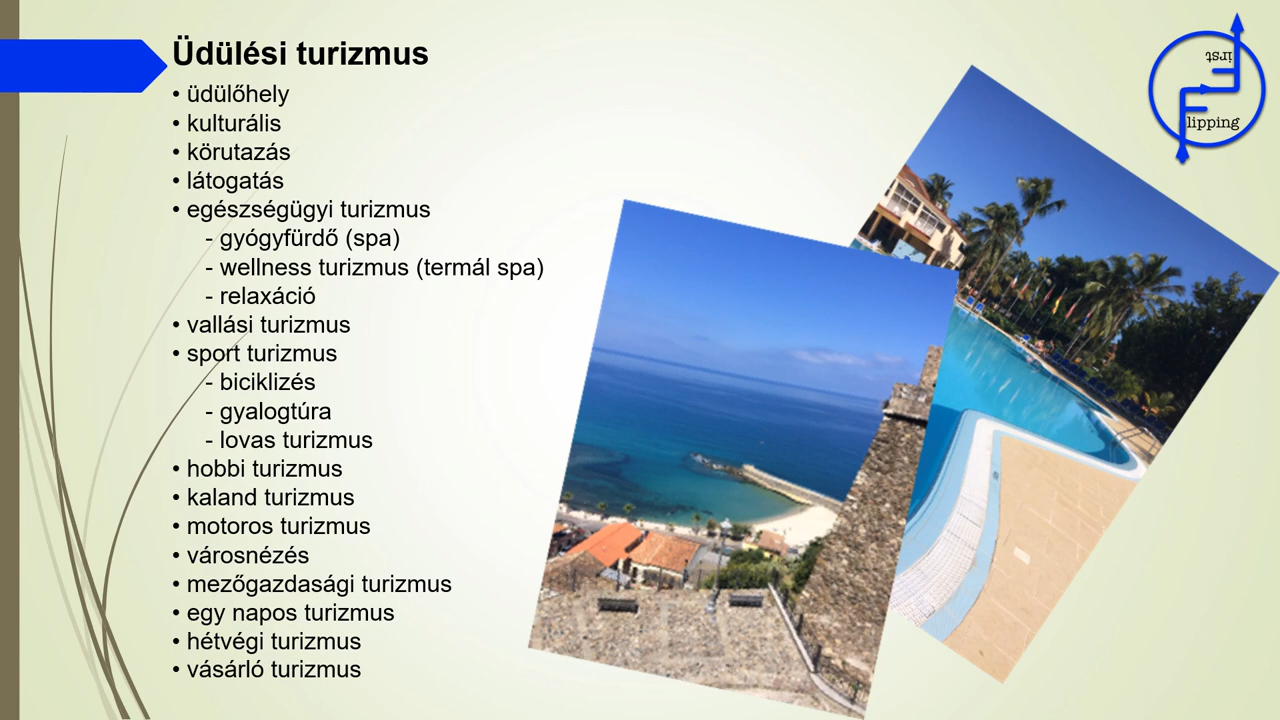 Üdülési turizmus
• üdülőhely
• kulturális
• körutazás
• látogatás
• egészségügyi turizmus
- gyógyfürdő (spa)
- wellness turizmus (termál spa)
- relaxáció
• vallási turizmus
• sport turizmus
- biciklizés
- gyalogtúra
- lovas turizmus
• hobbi turizmus
• kaland turizmus
• motoros turizmus
• városnézés
• mezőgazdasági turizmus
• egy napos turizmus
• hétvégi turizmus
• vásárló turizmus
irst
lipping